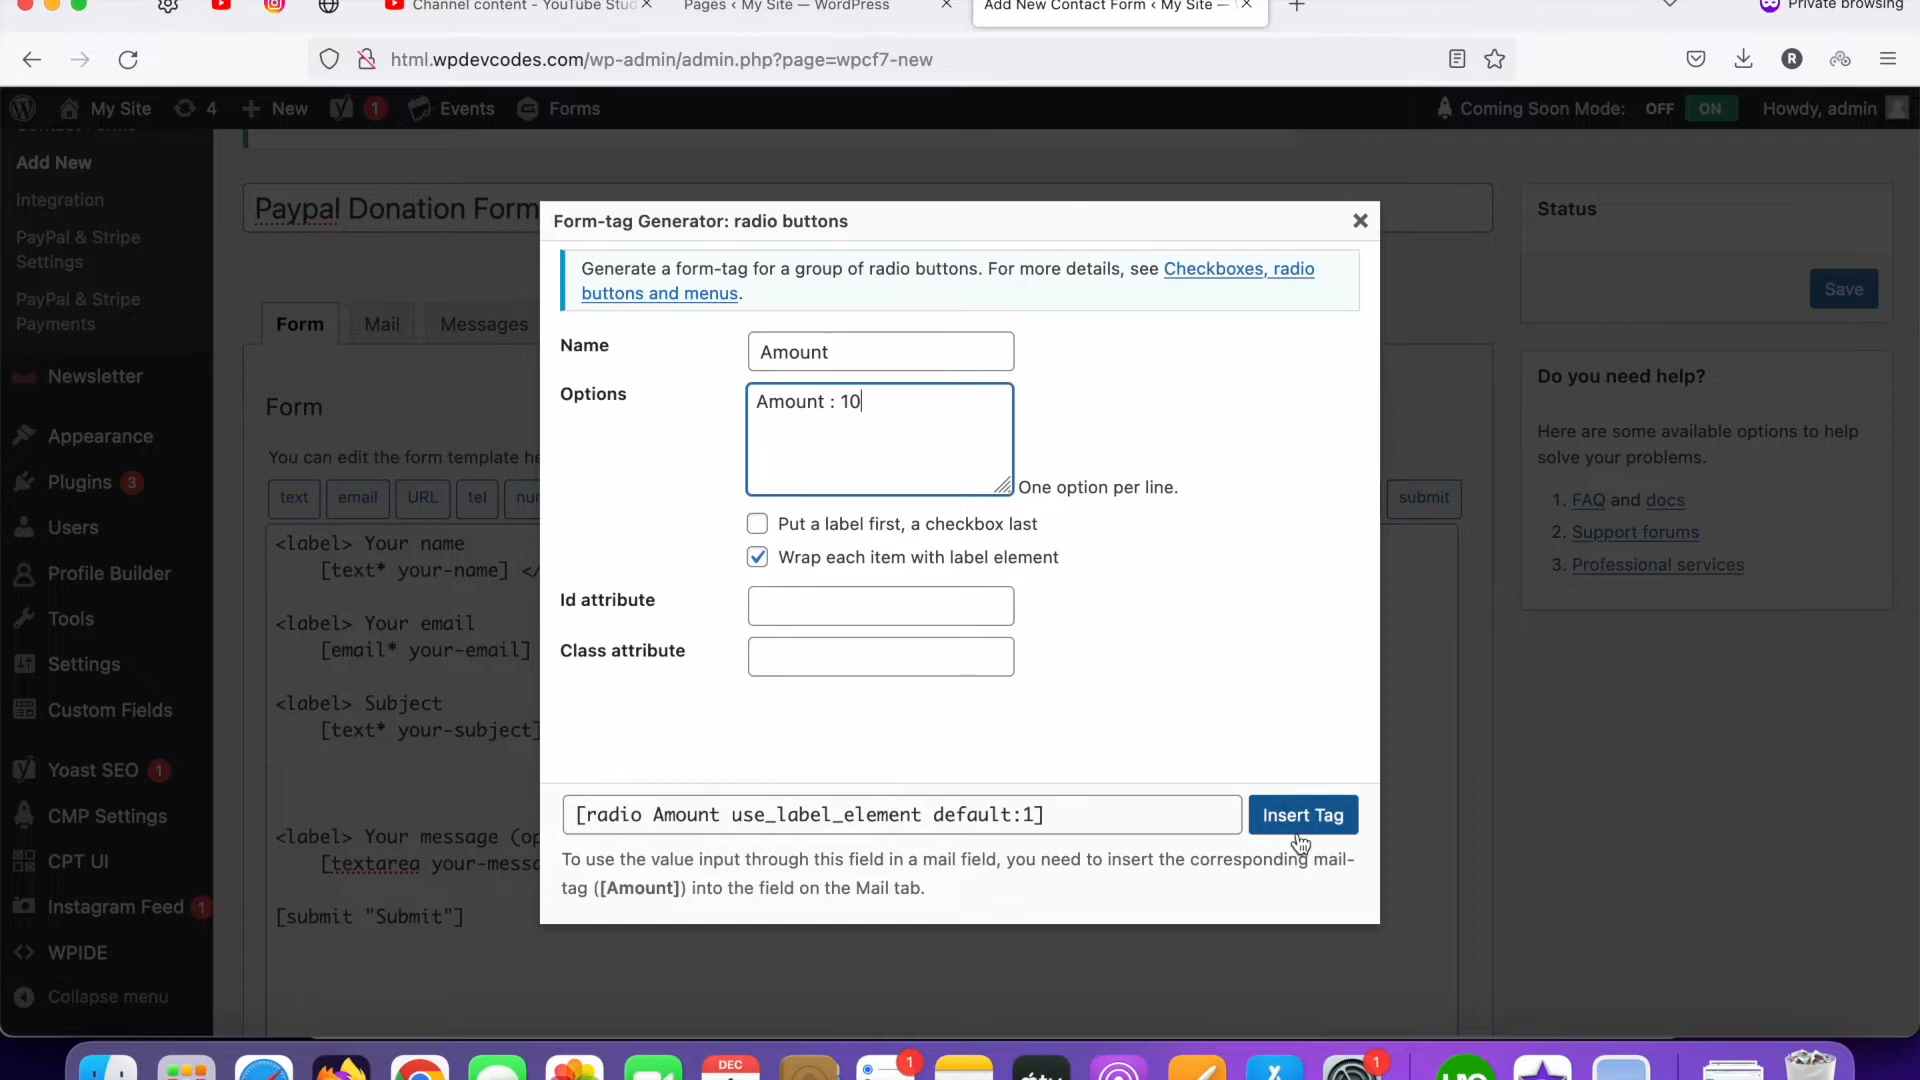 Channel content - YouTube Stud
Pages < My Site — WordPress
Add New Contact Form < My Site —
Private browsing
html.wpdevcodes.com/wp-admin/admin.php?page=wpcf7-new
R
My Site
4
New
1
Events
Forms
Coming Soon Mode: OFF ON
Howdy, admin
Add New
Integration
PayPal & Stripe
Settings
PayPal & Stripe
Payments
Newsletter
Appearance
Plugins 3
Users
Profile Builder
Tools
Settings
Custom Fields
Yoast SEO 1
CMP Settings
CPT UI
Instagram Feed 1
WPIDE
Collapse menu
Paypal Donation Form
Form
Mail
Messages
Form
You can edit the form template he
text
email
URL
tel
nu
submit
<label> Your name
[text* your-name] </
<label> Your email
[email* your-email]
<label> Subject
[text* your-subject]
<label> Your message (op
[textarea your-messa
[submit "Submit"]
Form-tag Generator: radio buttons
Generate a form-tag for a group of radio buttons. For more details, see Checkboxes, radio
buttons and menus.
Name
Amount
Options
Amount : 10
One option per line.
Put a label first, a checkbox last
Wrap each item with label element
Id attribute
Class attribute
[radio Amount use_label_element default:1]
Insert Tag
To use the value input through this field in a mail field, you need to insert the corresponding mail-
tag ([Amount]) into the field on the Mail tab.
Status
Save
Do you need help?
Here are some available options to help
solve your problems.
1. FAQ and docs
2. Support forums
3. Professional services
DEC
1
1